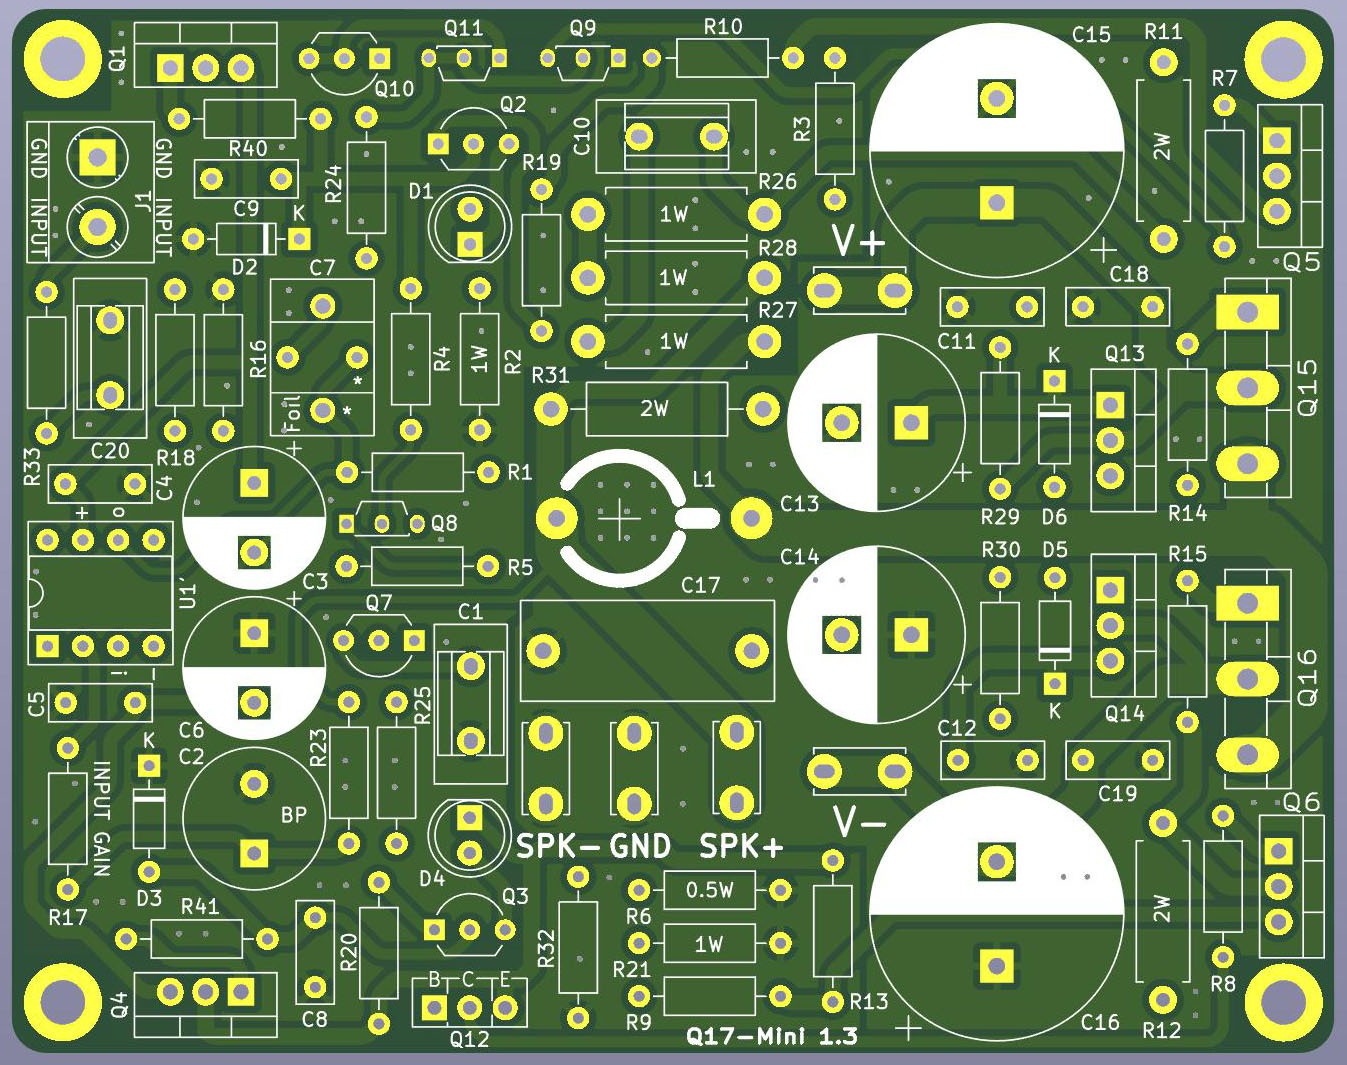 Q1
Q10
Q11
Q9
R10
C15
R11
R7
Q2
R40
C9
R24
D1
R19
C10
R3
2W
GND INPUT
J1
GND INPUT
K
D2
C7
R26
1W
R28
1W
R27
1W
V+
C18
Q5
C11
Q13
K
Q15
R16
R4
1W
R2
R31
2W
*
*
Foil
+
R33
C20
R18
C4
R1
+ o
Q8
L1
C13
+
R29
D6
R14
C3
R5
U1
+
Q7
C1
C17
C14
R30
D5
R15
i -
C5
C6
C2
R23
R25
+
K
Q14
Q16
C12
C19
K
INPUT GAIN
BP
V-
SPK- GND SPK+
Q6
D3
R17
R41
D4
Q3
R20
C8
R32
0.5W
R6
1W
R21
R9
R13
2W
R8
Q4
B C E
Q12
Q17-Mini 1.3
+
C16
R12